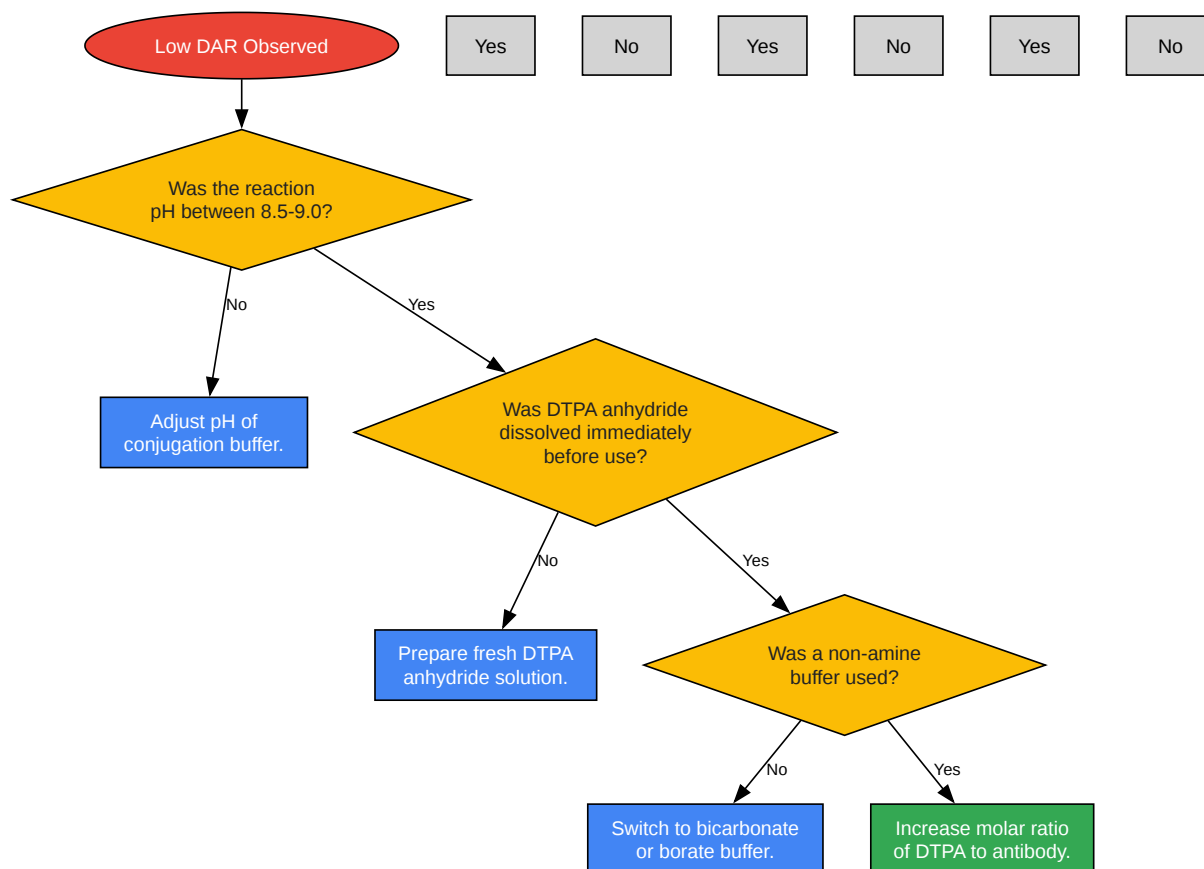 Low DAR Observed
Yes
No
Yes
No
Yes
No
Was the reaction
pH between 8.5-9.0?
No
Yes
Adjust pH of
conjugation buffer.
Was DTPA anhydride
dissolved immediately
before use?
No
Yes
Prepare fresh DTPA
anhydride solution.
Was a non-amine
buffer used?
No
Yes
Switch to bicarbonate
or borate buffer.
Increase molar ratio
of DTPA to antibody.